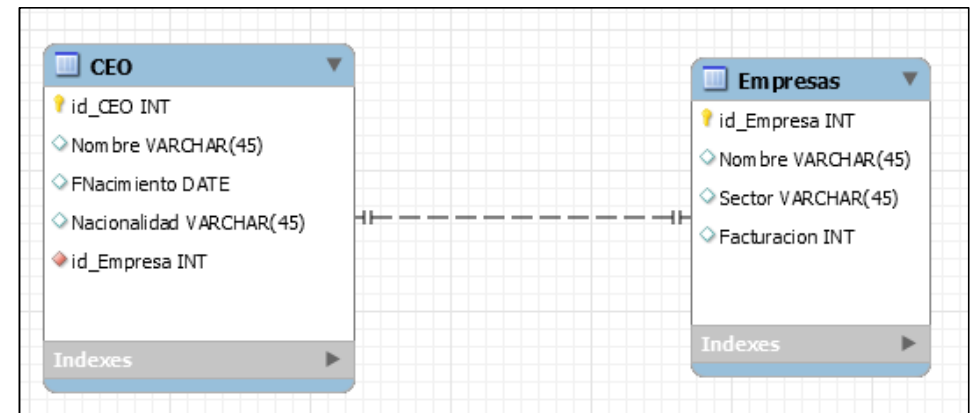 CEO
id_CEO INT
Nombre VARCHAR(45)
FNacimiento DATE
Nacionalidad VARCHAR(45)
id_Empresa INT
Indexes
Empresas
id_Empresa INT
Nombre VARCHAR(45)
Sector VARCHAR(45)
Facturacion INT
Indexes